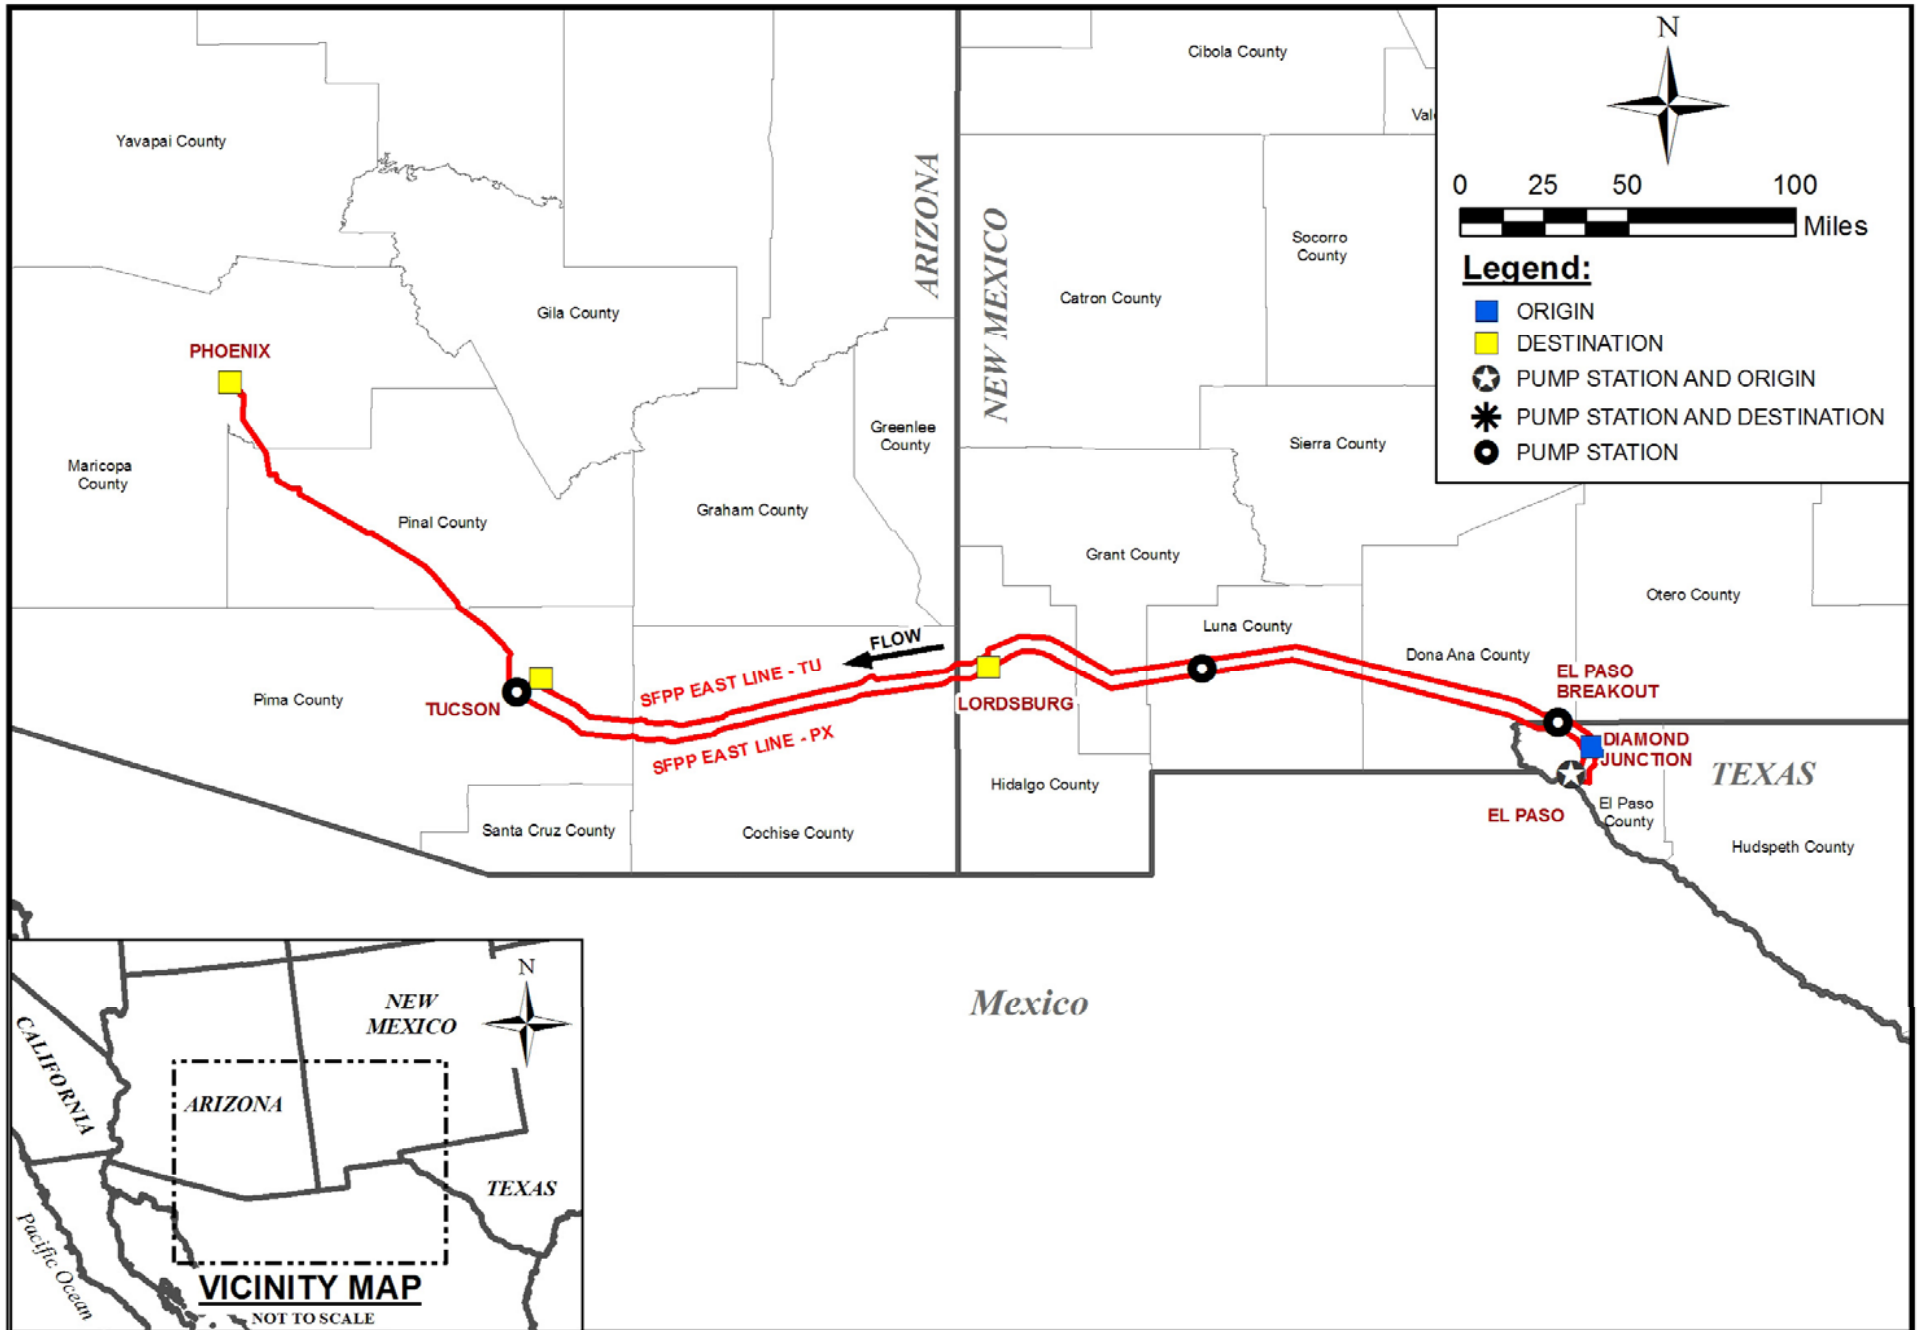 Cibola County
N
Yavapai County
Val
0 25 50 100
Miles
ARIZONA
NEW MEXICO
Socorro
County
Legend:
ORIGIN
DESTINATION
PUMP STATION AND ORIGIN
PUMP STATION AND DESTINATION
PUMP STATION
Catron County
Gila County
PHOENIX
Greenlee
County
Sierra County
Maricopa
County
Graham County
Pinal County
Grant County
Otero County
Luna County
FLOW
Dona Ana County
SFPP EAST LINE - TU
EL PASO
BREAKOUT
Pima County
TUCSON
LORDSBURG
SFPP EAST LINE - PX
DIAMOND
JUNCTION
TEXAS
Hidalgo County
EL PASO
El Paso
County
Santa Cruz County
Cochise County
Hudspeth County
Mexico
N
NEW
MEXICO
CALIFORNIA
ARIZONA
TEXAS
Pacific Ocean
VICINITY MAP
NOT TO SCALE